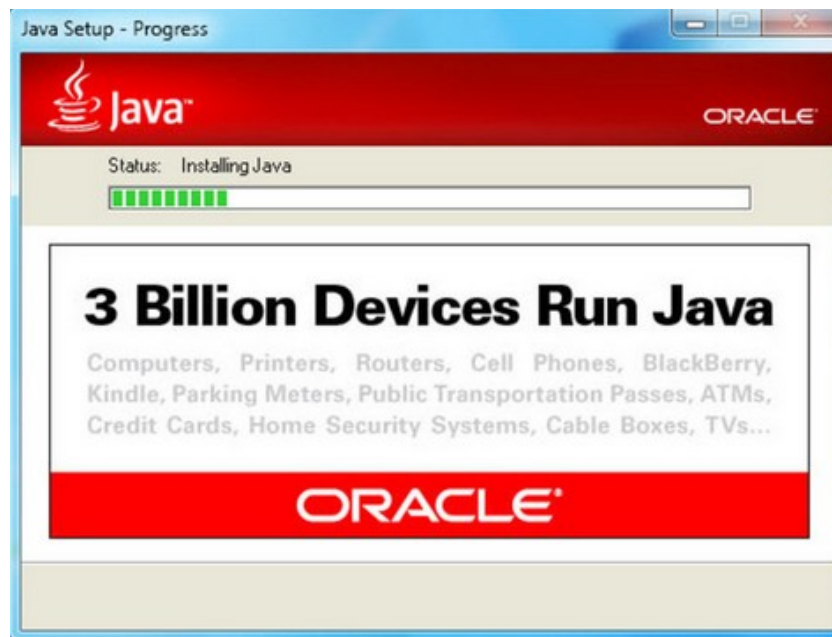 Java Setup - Progress
Java™
ORACLE®
Status: Installing Java
3 Billion Devices Run Java
Computers, Printers, Routers, Cell Phones, BlackBerry,
Kindle, Parking Meters, Public Transportation Passes, ATMs,
Credit Cards, Home Security Systems, Cable Boxes, TVs...
ORACLE®